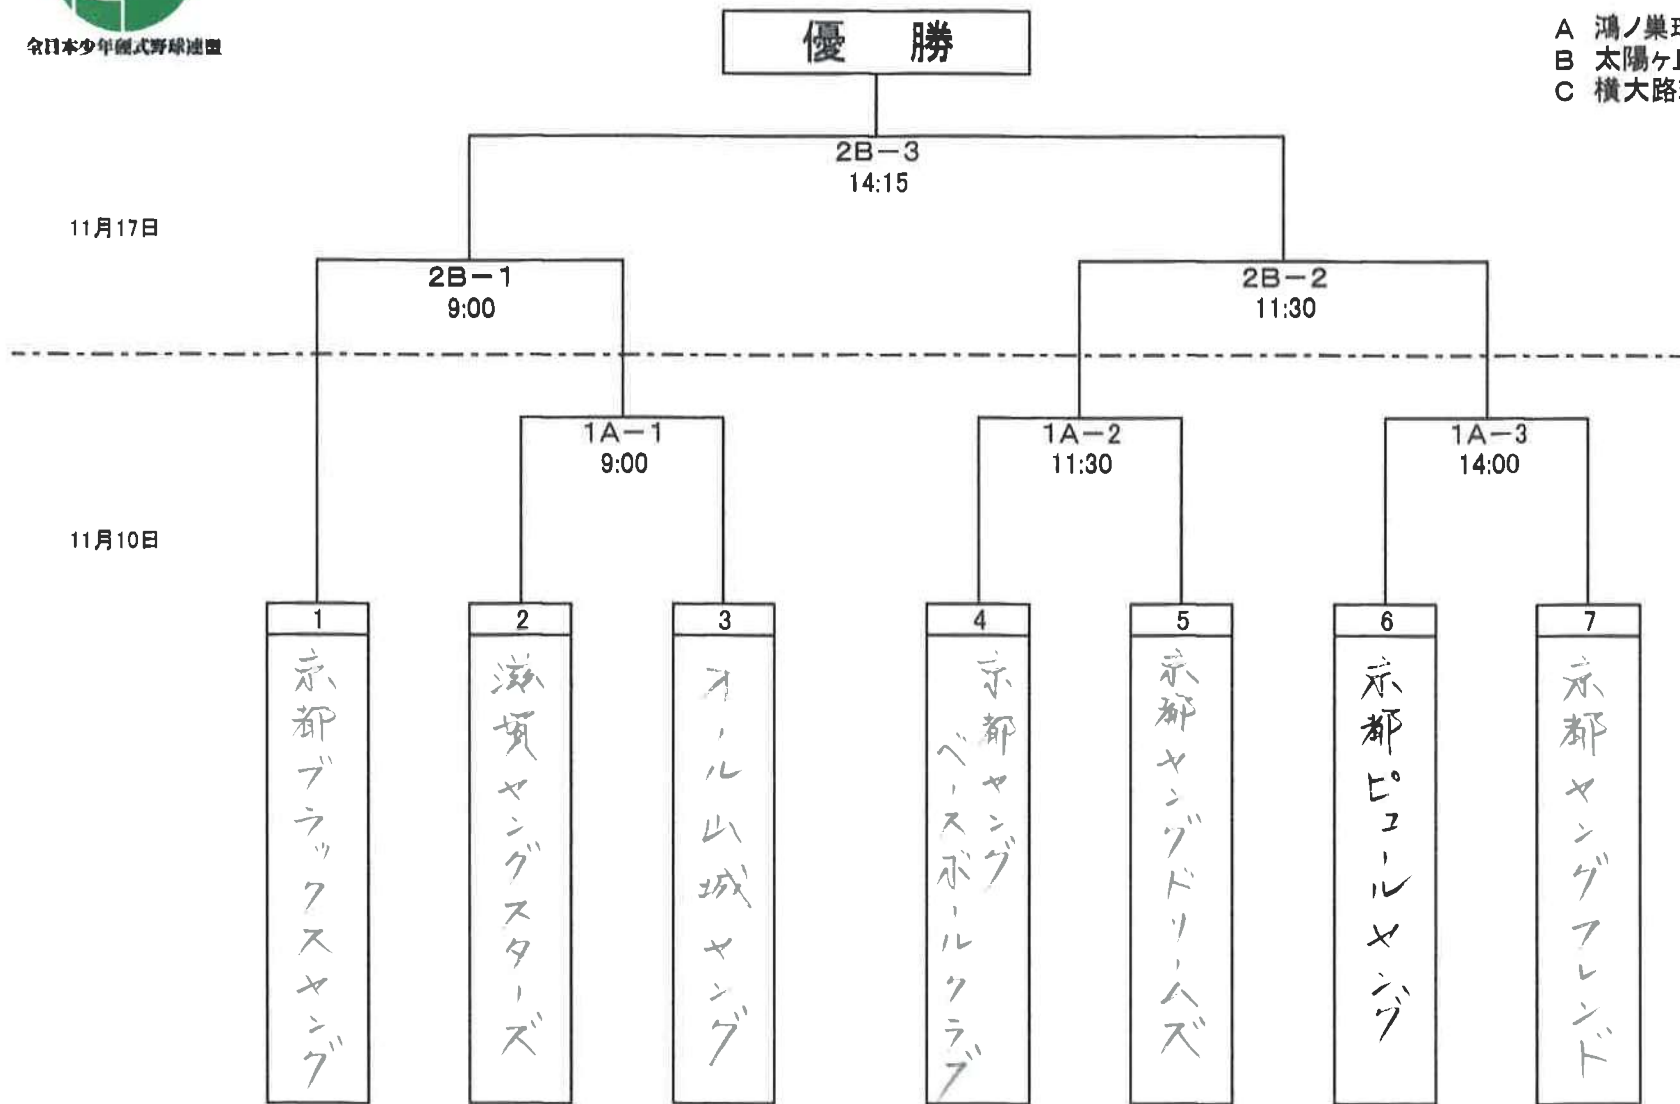 全日本少年硬式野球連盟
優　勝
A 鴻ノ巣球
B 太陽ヶ丘
C 横大路
2B－3
14:15
11月17日
2B－1
9:00
2B－2
11:30
1A－1
9:00
1A－2
11:30
1A－3
14:00
11月10日
1
2
3
4
5
6
7
京都ブラックスヤング
滋賀ヤングスターズ
オール山城ヤング
京都ヤング
ベースボールクラブ
京都ヤングドリームズ
京都ピュールヤング
京都ヤングフレンド